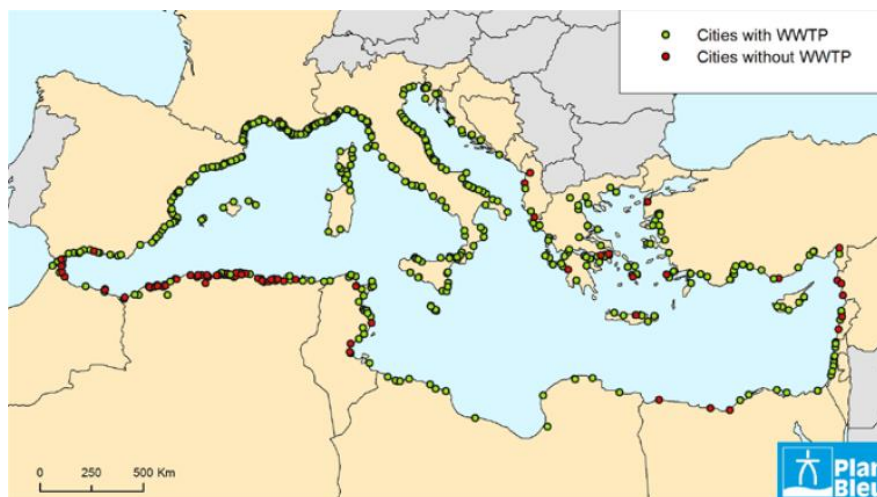 Cities with WWTP
Cities without WWTP
0 250 500 Km
Plan
Bleu